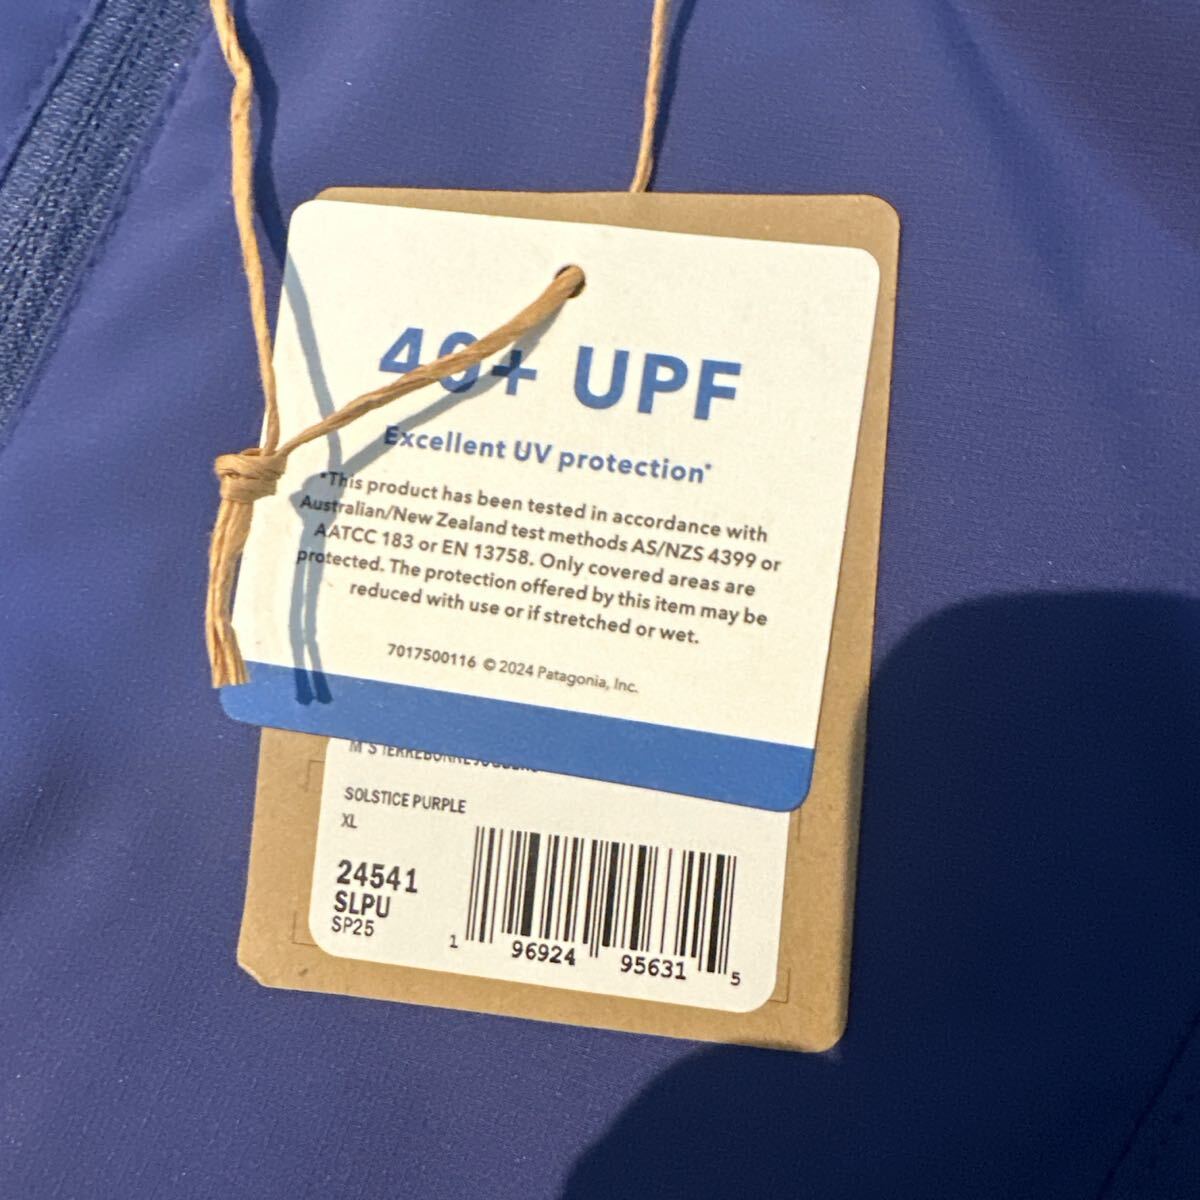 40+ UPF
Excellent UV protection*
*This product has been tested in accordance with
Australian/New Zealand test methods AS/NZS 4399 or
AATCC 183 or EN 13758. Only covered areas are
protected. The protection offered by this item may be
reduced with use or if stretched or wet.
7017500116 © 2024 Patagonia, Inc.
M'S TERREBONNE JOGGERS
SOLSTICE PURPLE
XL
24541
SLPU
SP25
1 96924 95631 5